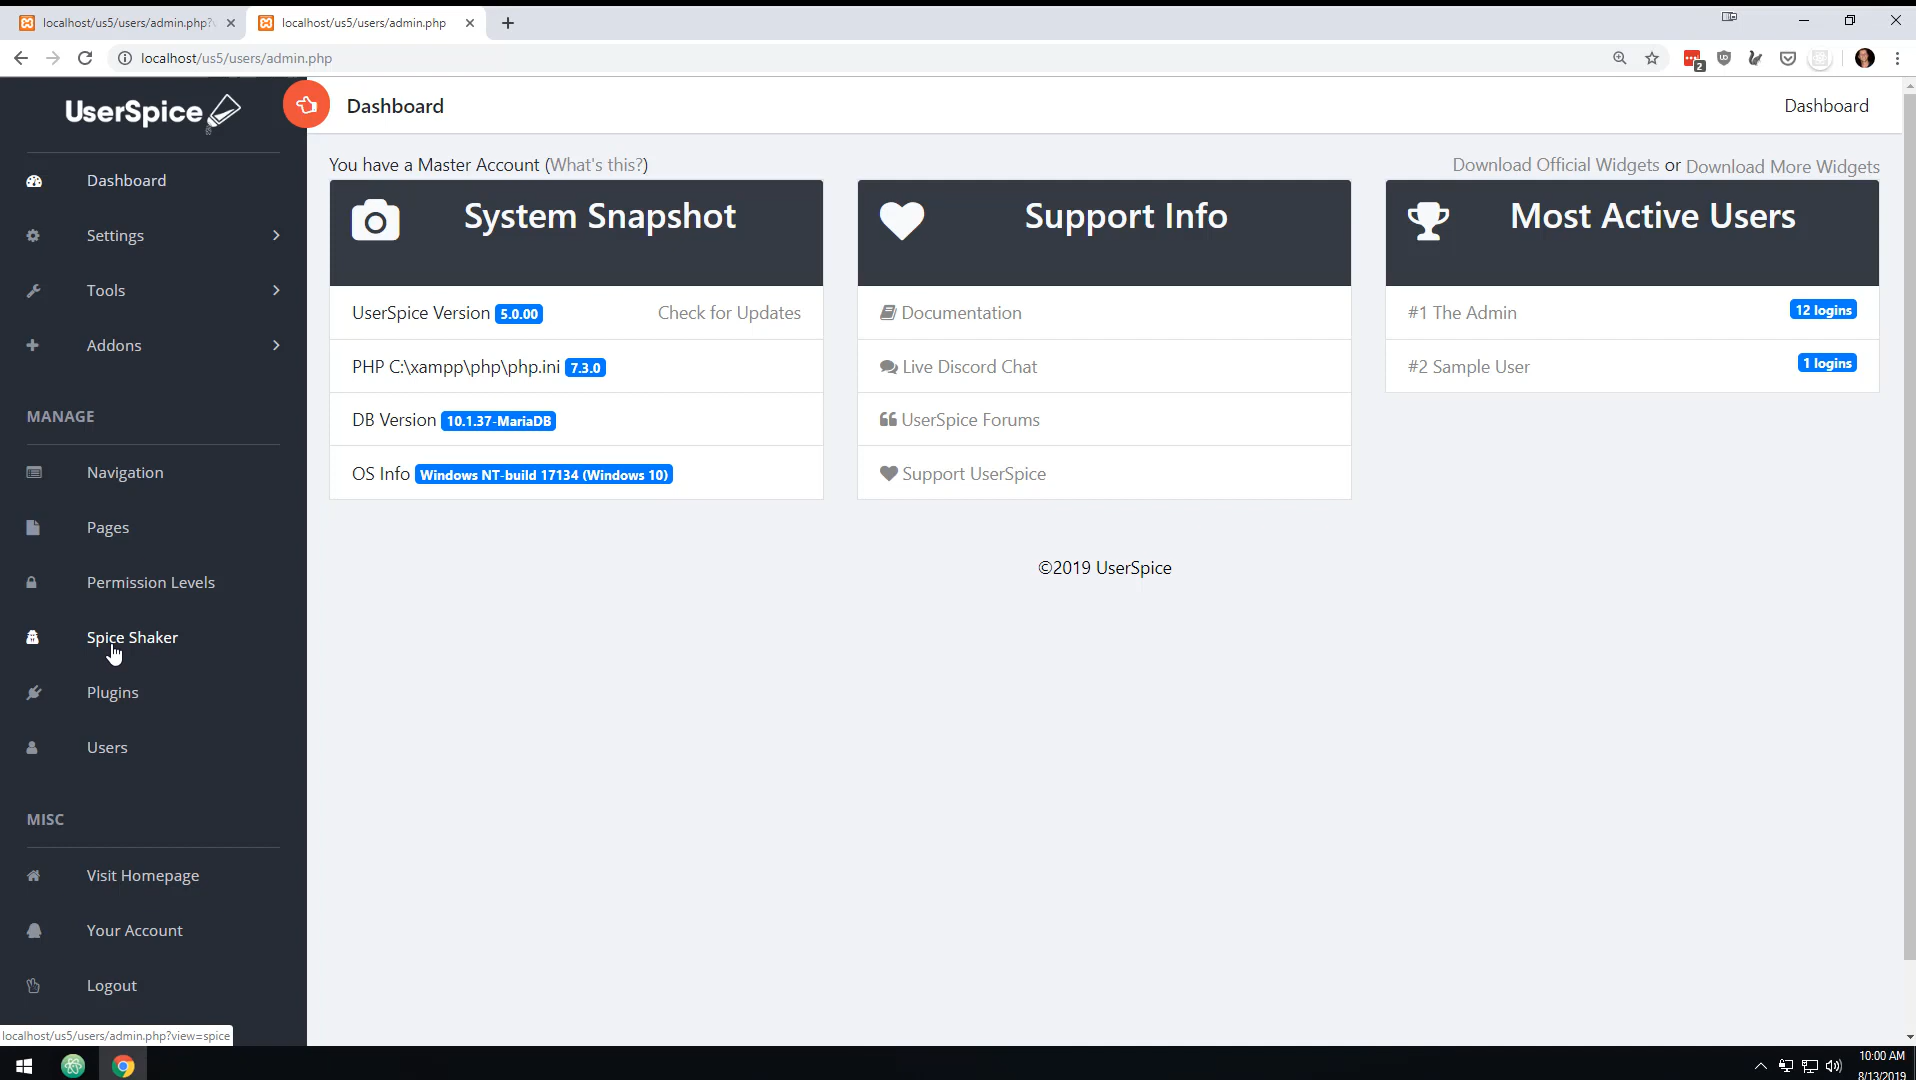 localhost/us5/users/admin.php?v
localhost/us5/users/admin.php
localhost/us5/users/admin.php
2
UserSpice
Dashboard
Settings
Tools
Addons
MANAGE
Navigation
Pages
Permission Levels
Spice Shaker
Plugins
Users
MISC
Visit Homepage
Your Account
Logout
localhost/us5/users/admin.php?view=spice
Dashboard
Dashboard
You have a Master Account (What's this?)
Download Official Widgets or Download More Widgets
System Snapshot
UserSpice Version 5.0.00 Check for Updates
PHP C:\xampp\php\php.ini 7.3.0
DB Version 10.1.37-MariaDB
OS Info Windows NT-build 17134 (Windows 10)
Support Info
Documentation
Live Discord Chat
UserSpice Forums
Support UserSpice
Most Active Users
#1 The Admin 12 logins
#2 Sample User 1 logins
©2019 UserSpice
10:00 AM
8/13/2019